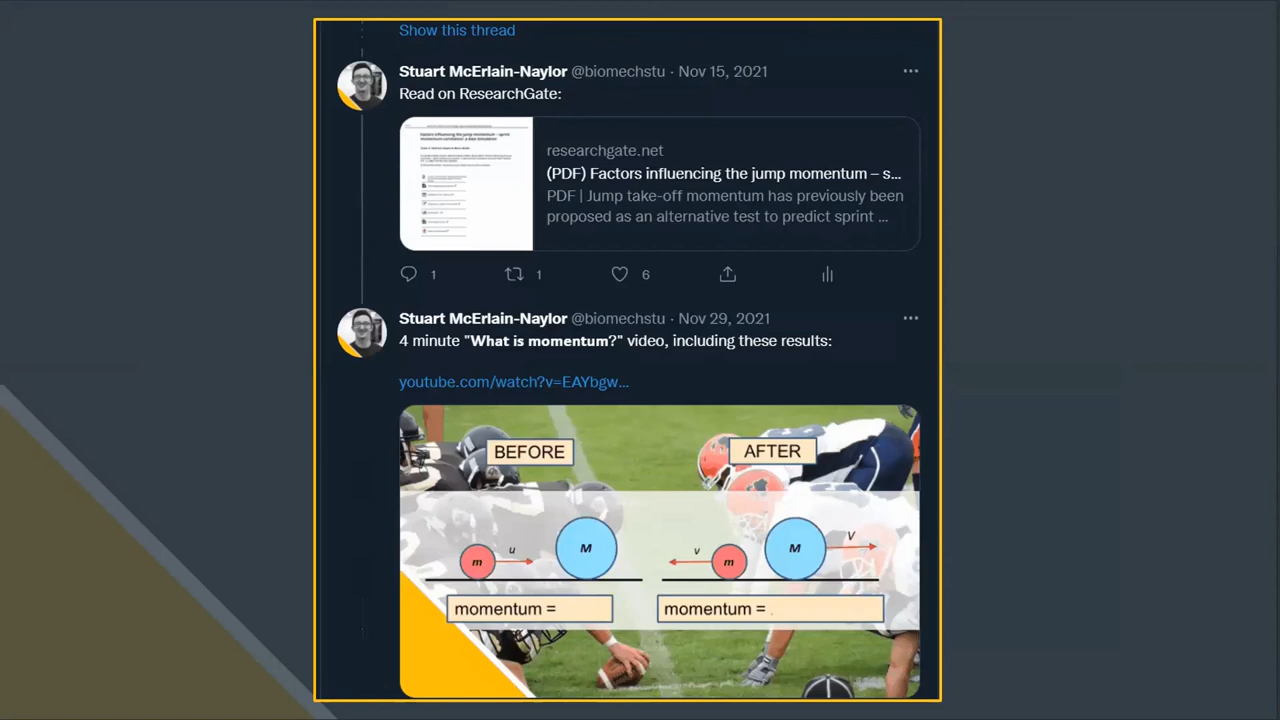 Show this thread
Stuart McErlain-Naylor @biomechstu · Nov 15, 2021
Read on ResearchGate:
researchgate.net
(PDF) Factors influencing the jump momentum – s...
PDF | Jump take-off momentum has previously been
proposed as an alternative test to predict sprint ...
1 1 6
Stuart McErlain-Naylor @biomechstu · Nov 29, 2021
4 minute "What is momentum?" video, including these results:
youtube.com/watch?v=EAYbgw...
BEFORE AFTER
m u M v m M V
momentum = momentum =